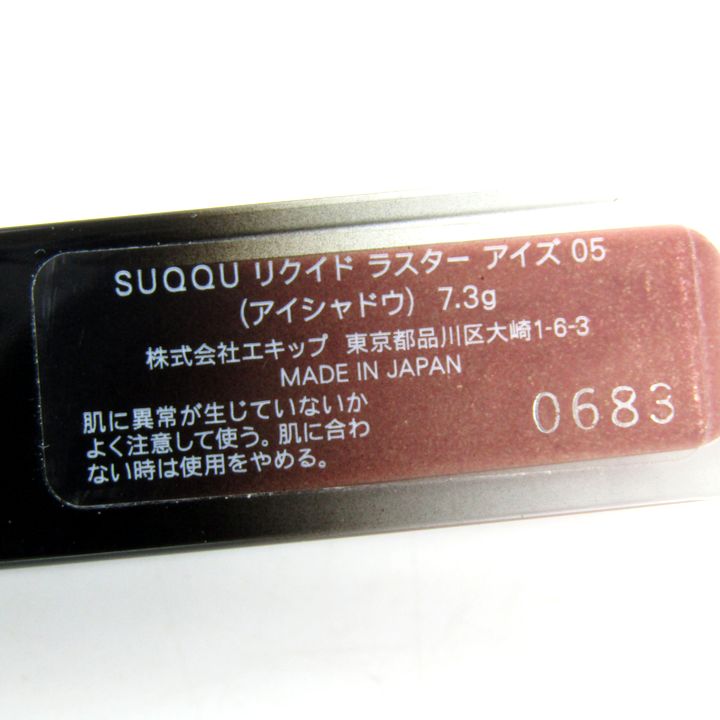 SUQQU リクイド ラスター アイズ 05
(アイシャドウ) 7.3g
株式会社エキップ 東京都品川区大崎1-6-3
MADE IN JAPAN
肌に異常が生じていないか
よく注意して使う。肌に合わ
ない時は使用をやめる。
0683